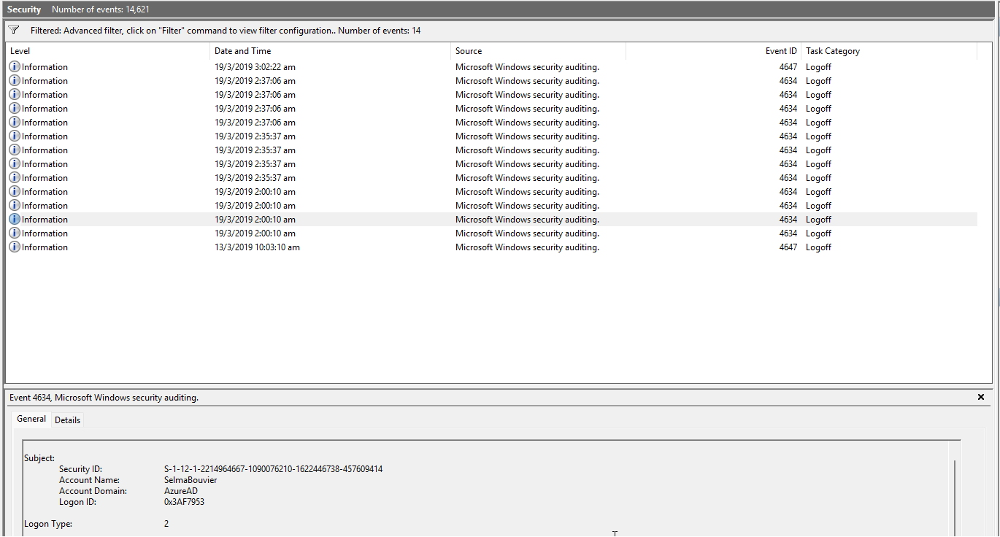 Security Number of events: 14,621
Filtered: Advanced filter, click on "Filter" command to view filter configuration.. Number of events: 14
Level Date and Time Source Event ID Task Category
Information 19/3/2019 3:02:22 am Microsoft Windows security auditing. 4647 Logoff
Information 19/3/2019 2:37:06 am Microsoft Windows security auditing. 4634 Logoff
Information 19/3/2019 2:37:06 am Microsoft Windows security auditing. 4634 Logoff
Information 19/3/2019 2:37:06 am Microsoft Windows security auditing. 4634 Logoff
Information 19/3/2019 2:37:06 am Microsoft Windows security auditing. 4634 Logoff
Information 19/3/2019 2:35:37 am Microsoft Windows security auditing. 4634 Logoff
Information 19/3/2019 2:35:37 am Microsoft Windows security auditing. 4634 Logoff
Information 19/3/2019 2:35:37 am Microsoft Windows security auditing. 4634 Logoff
Information 19/3/2019 2:35:37 am Microsoft Windows security auditing. 4634 Logoff
Information 19/3/2019 2:00:10 am Microsoft Windows security auditing. 4634 Logoff
Information 19/3/2019 2:00:10 am Microsoft Windows security auditing. 4634 Logoff
Information 19/3/2019 2:00:10 am Microsoft Windows security auditing. 4634 Logoff
Information 19/3/2019 2:00:10 am Microsoft Windows security auditing. 4634 Logoff
Information 13/3/2019 10:03:10 am Microsoft Windows security auditing. 4647 Logoff
Event 4634, Microsoft Windows security auditing.
General Details
Subject:
Security ID: S-1-12-1-2214964667-1090076210-1622446738-457609414
Account Name: SelmaBouvier
Account Domain: AzureAD
Logon ID: 0x3AF7953
Logon Type: 2